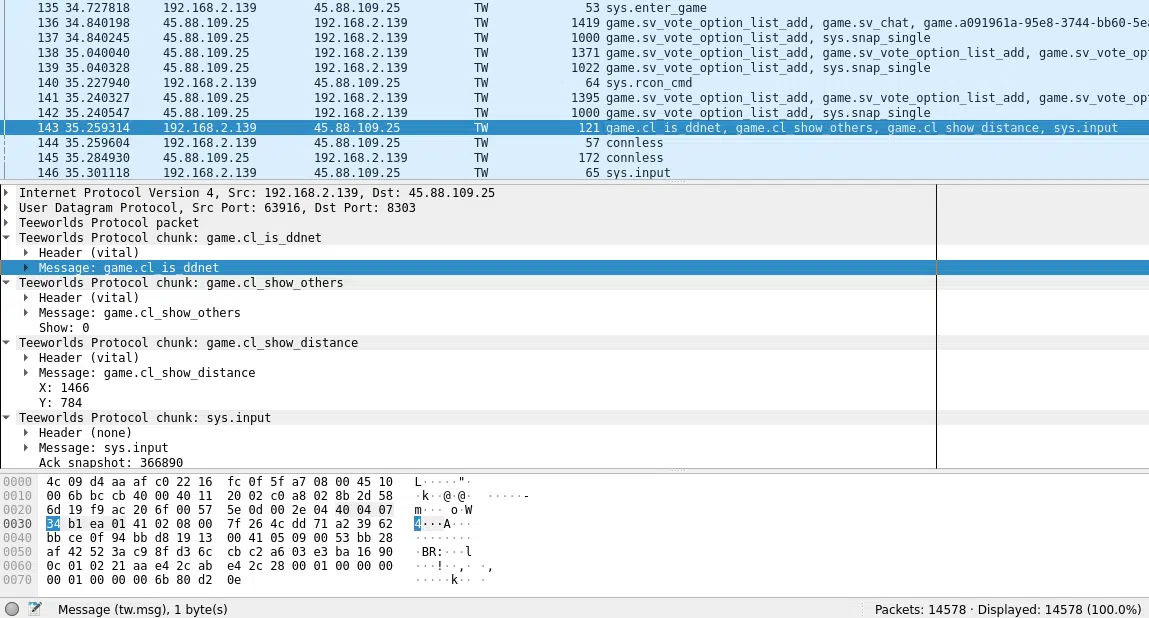 135 34.727818 192.168.2.139 45.88.109.25 TW 53 sys.enter_game
136 34.840198 45.88.109.25 192.168.2.139 TW 1419 game.sv_vote_option_list_add, game.sv_chat, game.a091961a-95e8-3744-bb60-5ea
137 34.840245 45.88.109.25 192.168.2.139 TW 1000 game.sv_vote_option_list_add, sys.snap_single
138 35.040040 45.88.109.25 192.168.2.139 TW 1371 game.sv_vote_option_list_add, game.sv_vote_option_list_add, game.sv_vote_op
139 35.040328 45.88.109.25 192.168.2.139 TW 1022 game.sv_vote_option_list_add, sys.snap_single
140 35.227940 192.168.2.139 45.88.109.25 TW 64 sys.rcon_cmd
141 35.240327 45.88.109.25 192.168.2.139 TW 1395 game.sv_vote_option_list_add, game.sv_vote_option_list_add, game.sv_vote_op
142 35.240547 45.88.109.25 192.168.2.139 TW 1000 game.sv_vote_option_list_add, sys.snap_single
143 35.259314 192.168.2.139 45.88.109.25 TW 121 game.cl_is_ddnet, game.cl_show_others, game.cl_show_distance, sys.input
144 35.259604 192.168.2.139 45.88.109.25 TW 57 connless
145 35.284930 45.88.109.25 192.168.2.139 TW 172 connless
146 35.301118 192.168.2.139 45.88.109.25 TW 65 sys.input
Internet Protocol Version 4, Src: 192.168.2.139, Dst: 45.88.109.25
User Datagram Protocol, Src Port: 63916, Dst Port: 8303
Teeworlds Protocol packet
Teeworlds Protocol chunk: game.cl_is_ddnet
Header (vital)
Message: game.cl_is_ddnet
Teeworlds Protocol chunk: game.cl_show_others
Header (vital)
Message: game.cl_show_others
Show: 0
Teeworlds Protocol chunk: game.cl_show_distance
Header (vital)
Message: game.cl_show_distance
X: 1466
Y: 784
Teeworlds Protocol chunk: sys.input
Header (none)
Message: sys.input
Ack snapshot: 366890
0000 4c 09 d4 aa af c0 22 16 fc 0f 5f a7 08 00 45 10 L·····"·
0010 00 6b bc cb 40 00 40 11 20 02 c0 a8 02 8b 2d 58 ·k··@·@· ·····-
0020 6d 19 f9 ac 20 6f 00 57 5e 0d 00 2e 04 40 04 07 m··· o·W
0030 34 b1 ea 01 41 02 08 00 7f 26 4c dd 71 a2 39 62 4···A···
0040 bb ce 0f 94 bb d8 19 13 00 41 05 09 00 53 bb 28 ········
0050 af 42 52 3a c9 8f d3 6c cb c2 a6 03 e3 ba 16 90 ·BR:···l
0060 0c 01 02 21 aa e4 2c ab e4 2c 28 00 01 00 00 00 ···!··,· ·,
0070 00 01 00 00 00 6b 80 d2 0e ·····k·· ·
Message (tw.msg), 1 byte(s)
Packets: 14578 · Displayed: 14578 (100.0%)